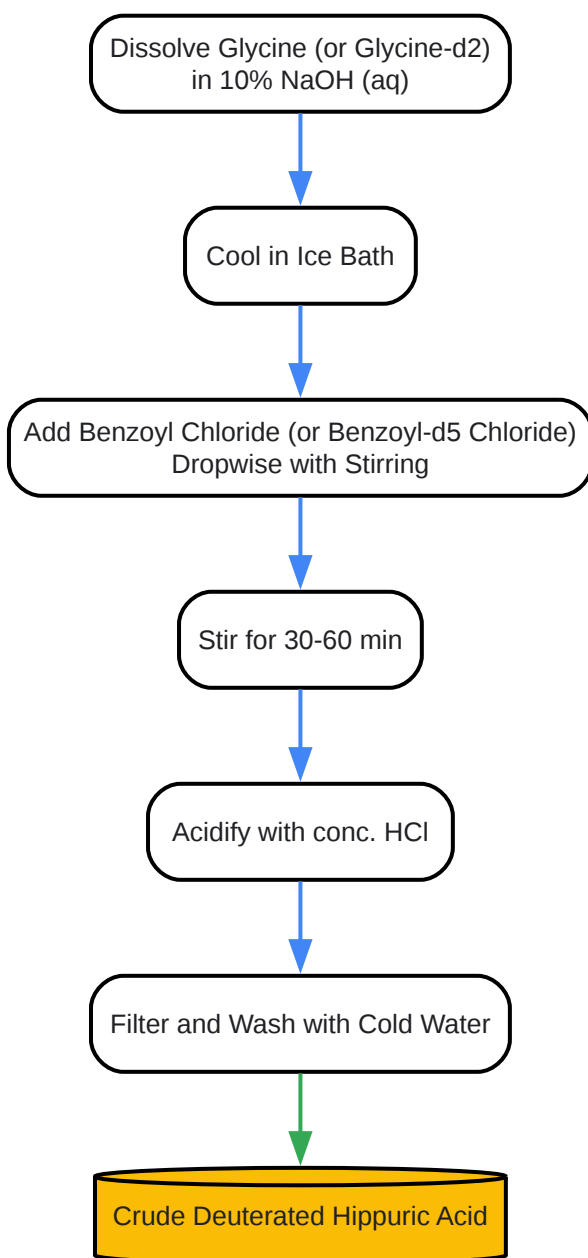 Dissolve Glycine (or Glycine-d2)
in 10% NaOH (aq)
Cool in Ice Bath
Add Benzoyl Chloride (or Benzoyl-d5 Chloride)
Dropwise with Stirring
Stir for 30-60 min
Acidify with conc. HCl
Filter and Wash with Cold Water
Crude Deuterated Hippuric Acid